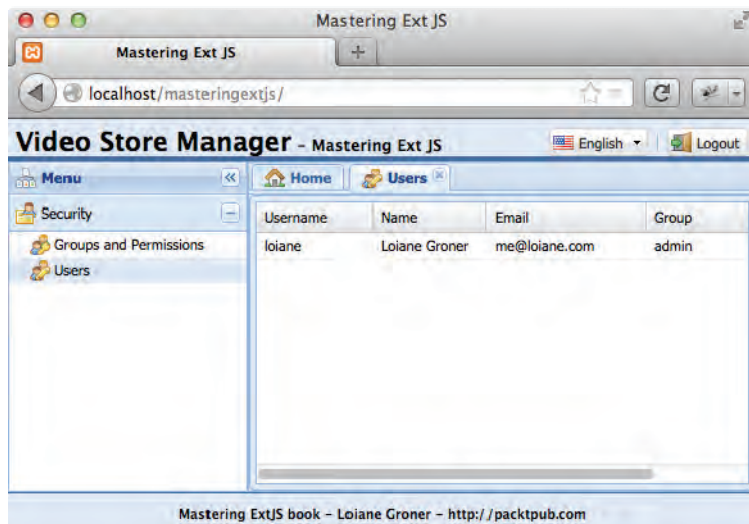 Mastering Ext JS
Mastering Ext JS
localhost/masteringextjs/
Video Store Manager - Mastering Ext JS
English
Logout
Menu
Home
Users
Security
Groups and Permissions
Users
Username Name Email Group
loiane Loiane Groner me@loiane.com admin
Mastering ExtJS book - Loiane Groner - http://packtpub.com